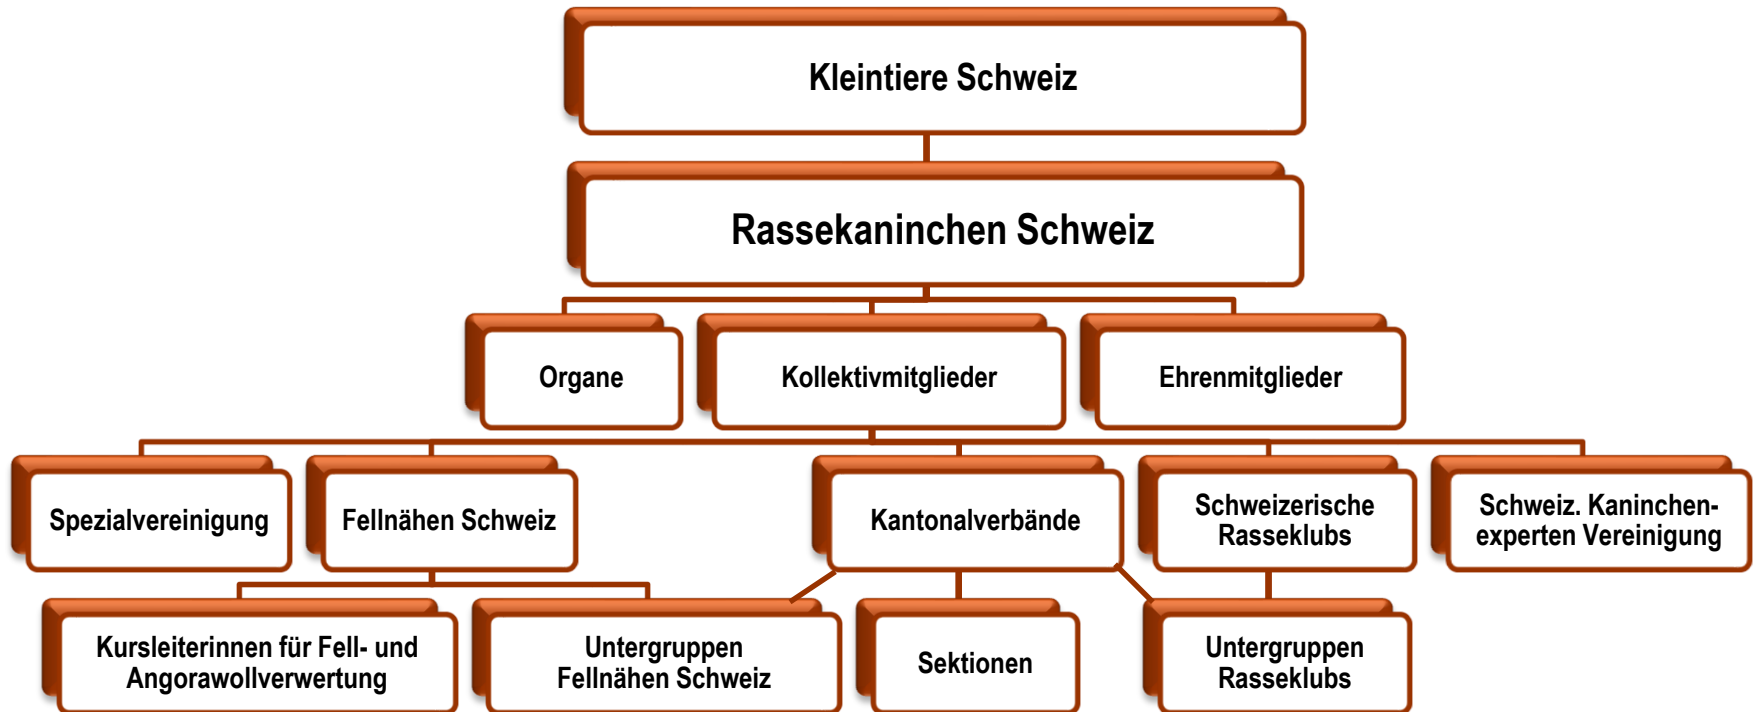 Kleintiere Schweiz
Rassekaninchen Schweiz
Organe
Kollektivmitglieder
Ehrenmitglieder
Spezialvereinigung
Fellnähen Schweiz
Kantonalverbände
Schweizerische
Rasseklubs
Schweiz. Kaninchen-
experten Vereinigung
Kursleiterinnen für Fell- und
Angorawollverwertung
Untergruppen
Fellnähen Schweiz
Sektionen
Untergruppen
Rasseklubs